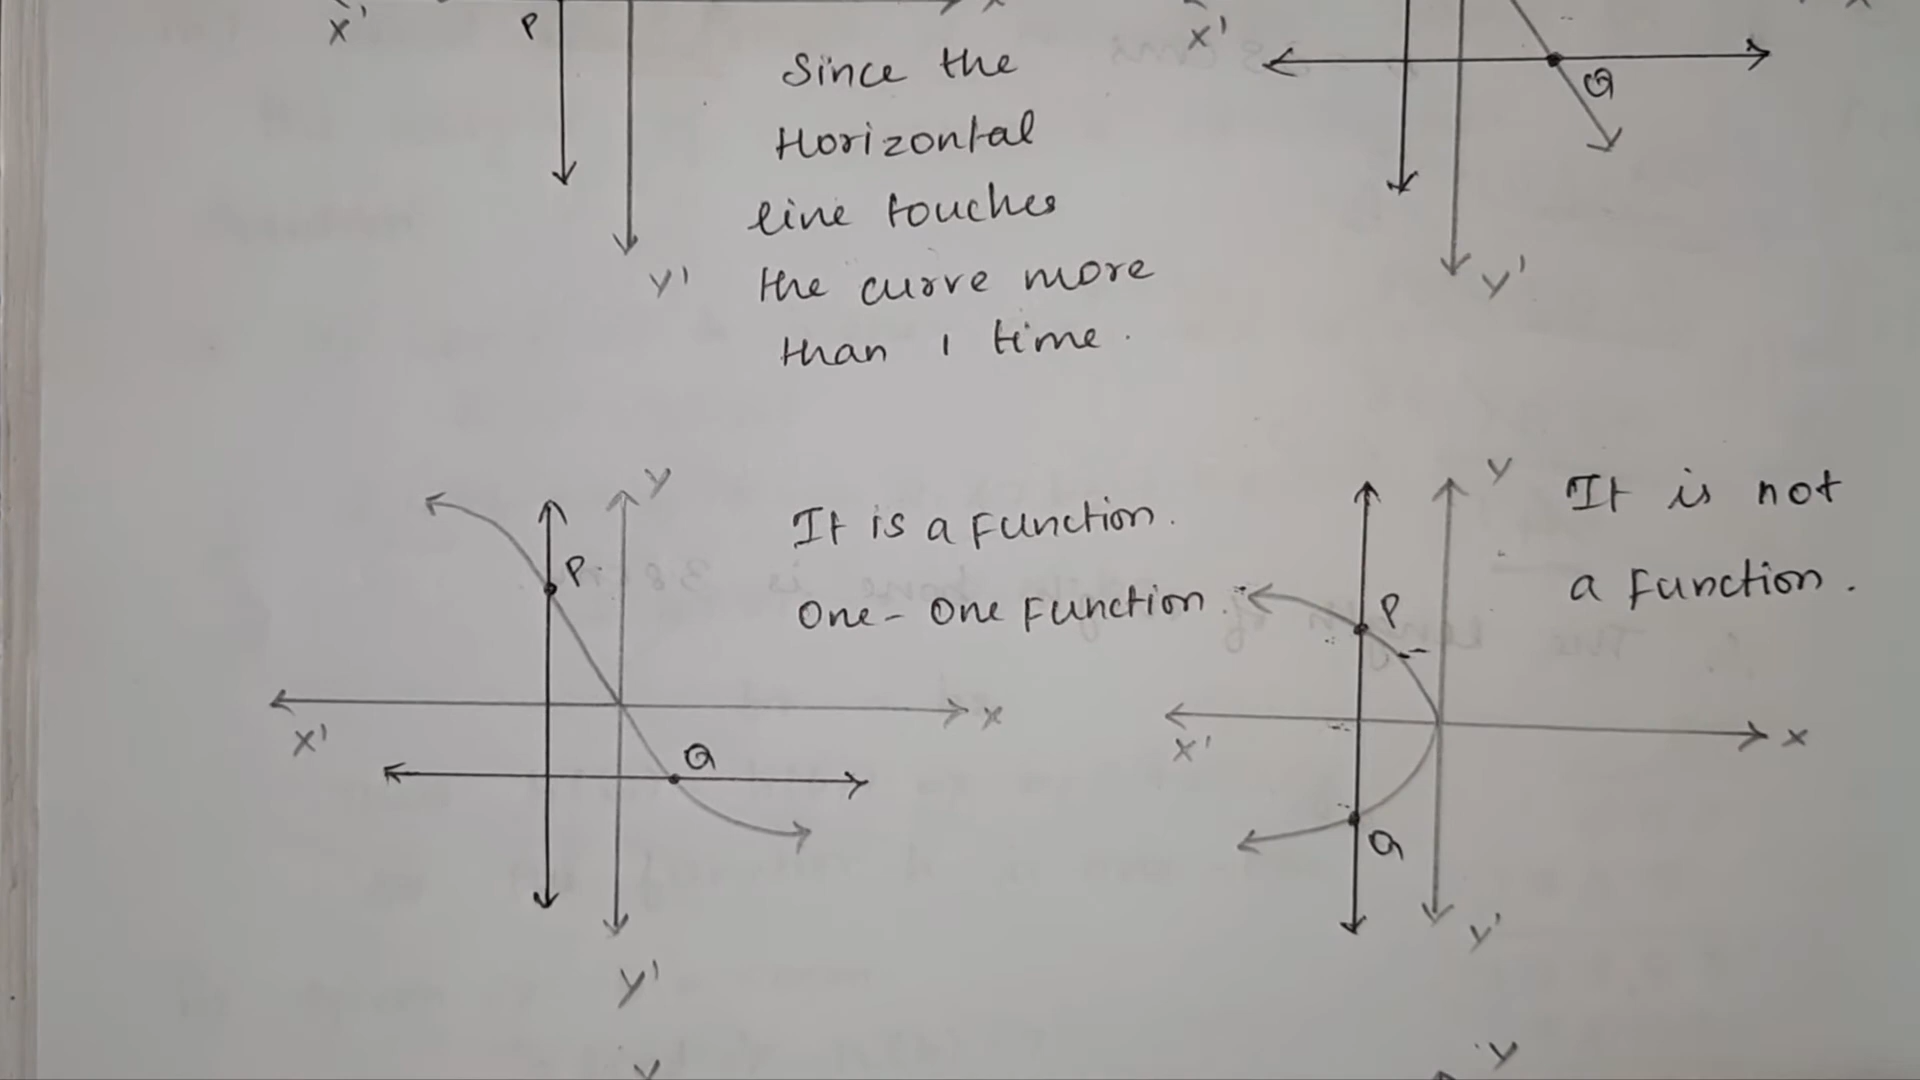 X' P X
Since the
Horizontal
line touches
the curve more
than 1 time.
Y'
X'
Q
Y'
Y
It is a Function.
One-One Function.
P
X' X
Q
Y'
Y
It is not
a Function.
P
X' X
Q
Y'
Y
Y